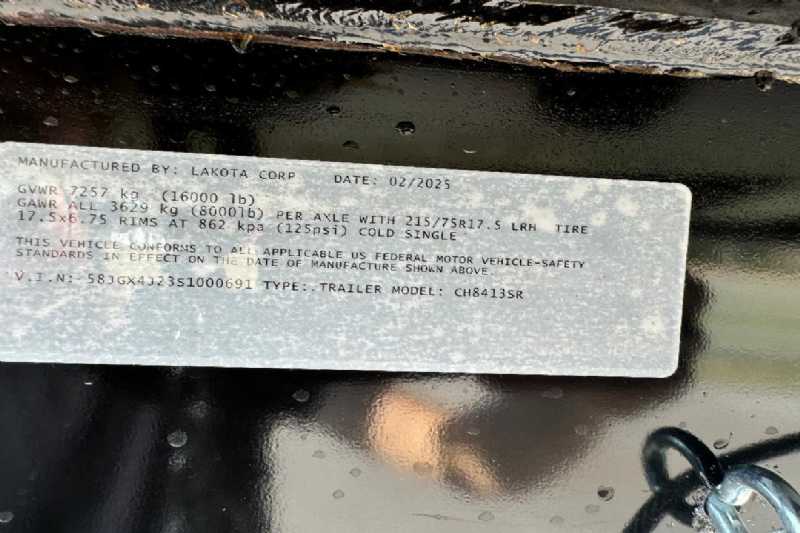 MANUFACTURED BY: LAKOTA CORP DATE: 02/2025
GVWR 7257 kg (16000 lb)
GAWR ALL 3629 kg (8000lb) PER AXLE WITH 215/75R17.5 LRH TIRE
17.5x6.75 RIMS AT 862 kpa (125psi) COLD SINGLE
THIS VEHICLE CONFORMS TO ALL APPLICABLE US FEDERAL MOTOR VEHICLE-SAFETY
STANDARDS IN EFFECT ON THE DATE OF MANUFACTURE SHOWN ABOVE.
V.I.N: 58JGX4J23S1000691 TYPE: TRAILER MODEL: CH8413SR